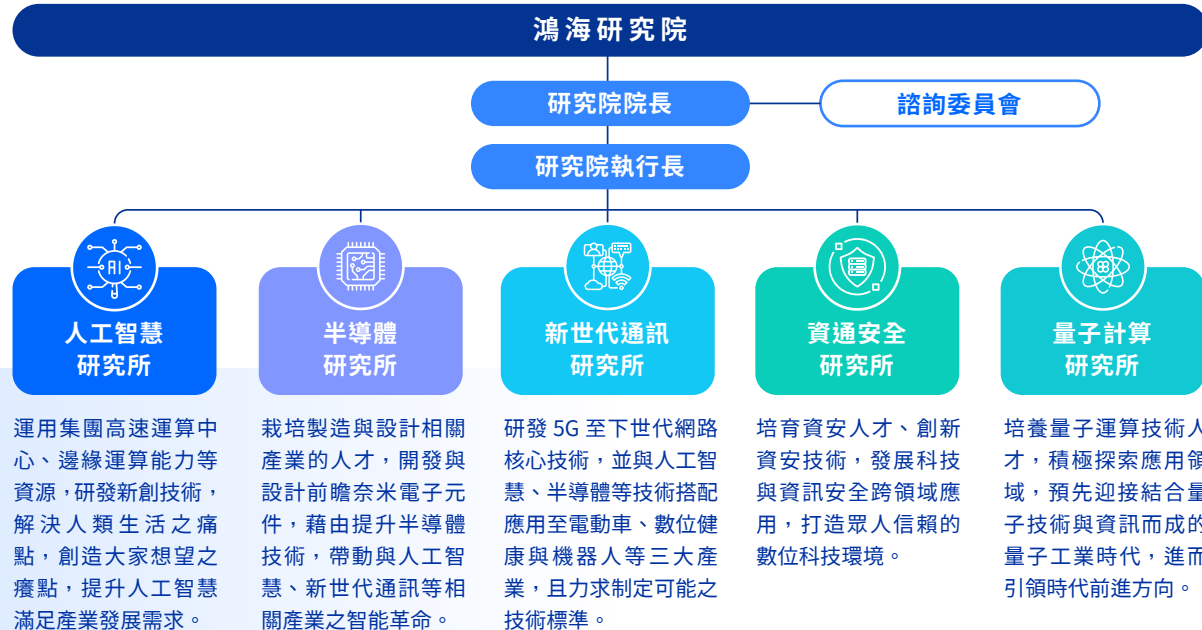 鴻海研究院
研究院院長
諮詢委員會
研究院執行長
AI
人工智慧
研究所
運用集團高速運算中
心、邊緣運算能力等
資源，研發新創技術，
解決人類生活之痛
點，創造大家想望之
癢點，提升人工智慧
滿足產業發展需求。
半導體
研究所
栽培製造與設計相關
產業的人才，開發與
設計前瞻奈米電子元
件，藉由提升半導體
技術，帶動與人工智
慧、新世代通訊等相
關產業之智能革命。
新世代通訊
研究所
研發 5G 至下世代網路
核心技術，並與人工智
慧、半導體等技術搭配
應用至電動車、數位健
康與機器人等三大產
業，且力求制定可能之
技術標準。
資通安全
研究所
培育資安人才、創新
資安技術，發展科技
與資訊安全跨領域應
用，打造眾人信賴的
數位科技環境。
量子計算
研究所
培養量子運算技術人
才，積極探索應用領
域，預先迎接結合量
子技術與資訊而成的
量子工業時代，進而
引領時代前進方向。